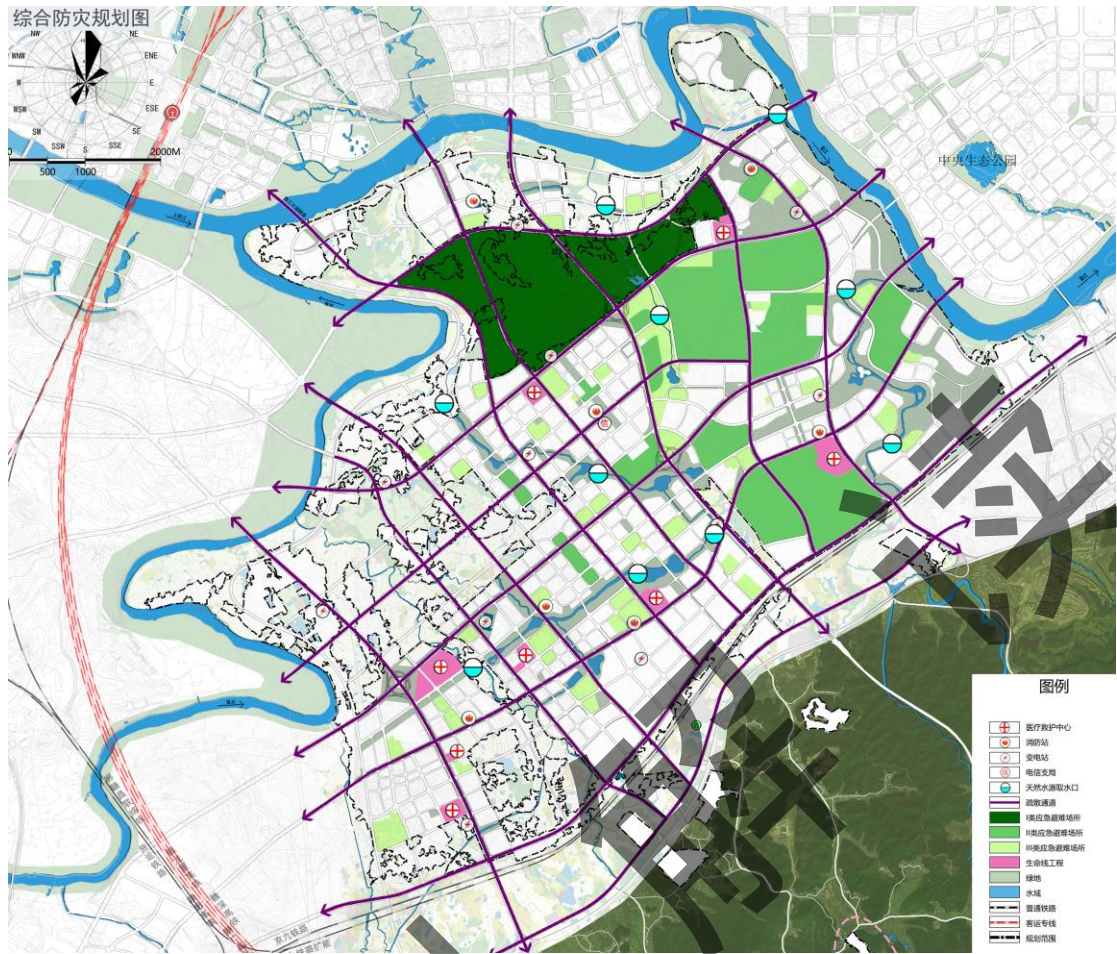 综合防灾规划图
NW
NE
WNW
ENE
W
E
WSW
ESE
SW
SE
SSW
S
SSE
0
500
1000
2000M
中央生态公园
信
京九铁路
图例
医疗救护中心
消防站
变电站
信
电信支局
天然水源取水口
疏散通道
I类应急避难场所
II类应急避难场所
III类应急避难场所
生命线工程
绿地
水域
普通铁路
客运专线
规划范围